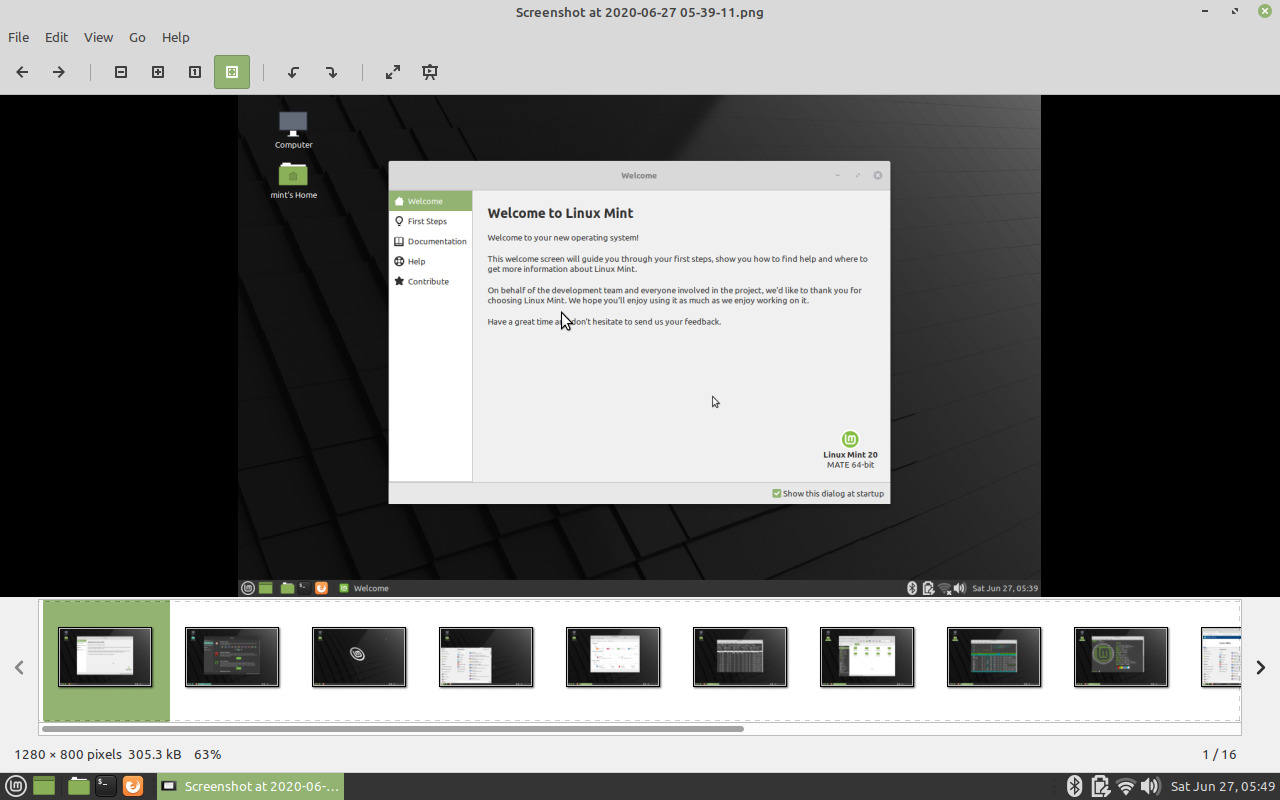 Screenshot at 2020-06-27 05-39-11.png
File Edit View Go Help
Computer
mint's Home
Welcome
Welcome
First Steps
Documentation
Help
Contribute
Welcome to Linux Mint
Welcome to your new operating system!
This welcome screen will guide you through your first steps, show you how to find help and where to
get more information about Linux Mint.
On behalf of the development team and everyone involved in the project, we'd like to thank you for
choosing Linux Mint. We hope you'll enjoy using it as much as we enjoy working on it.
Have a great time don't hesitate to send us your feedback.
Linux Mint 20
MATE 64-bit
Show this dialog at startup
Welcome
Sat Jun 27, 05:39
1280 × 800 pixels 305.3 kB 63%
1 / 16
Screenshot at 2020-06-...
Sat Jun 27, 05:49